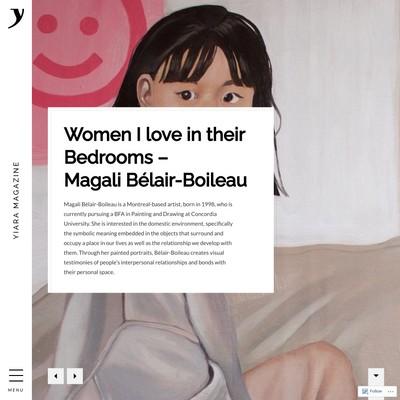 y
YIARA MAGAZINE
Women I love in their
Bedrooms –
Magali Bélair-Boileau
Magali Bélair-Boileau is a Montreal-based artist, born in 1998, who is
currently pursuing a BFA in Painting and Drawing at Concordia
University. She is interested in the domestic environment, specifically
the symbolic meaning embedded in the objects that surround and
occupy a place in our lives as well as the relationship we develop with
them. Through her painted portraits, Bélair-Boileau creates visual
testimonies of people's interpersonal relationships and bonds with
their personal space.
MENU
Follow